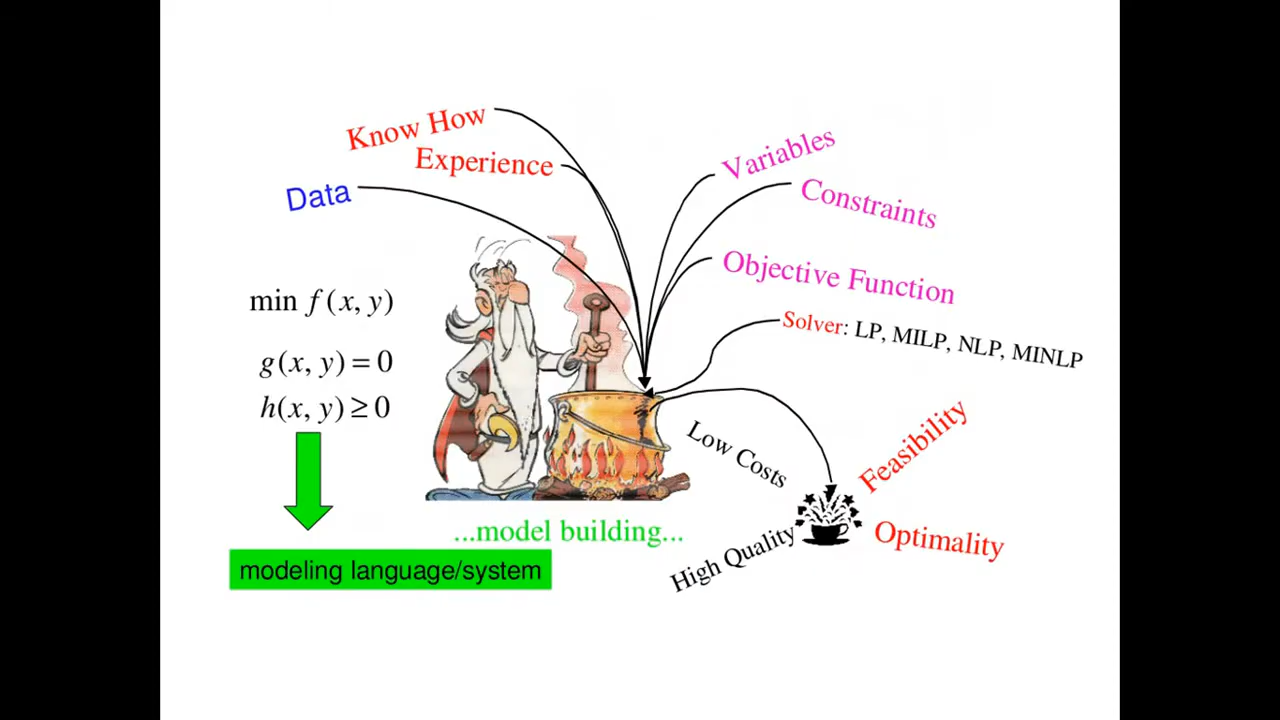 Know How
Experience
Data
Variables
Constraints
Objective Function
Solver: LP, MILP, NLP, MINLP
min f (x, y)
g(x, y) = 0
h(x, y) ≥ 0
Low Costs
Feasibility
Optimality
High Quality
...model building...
modeling language/system